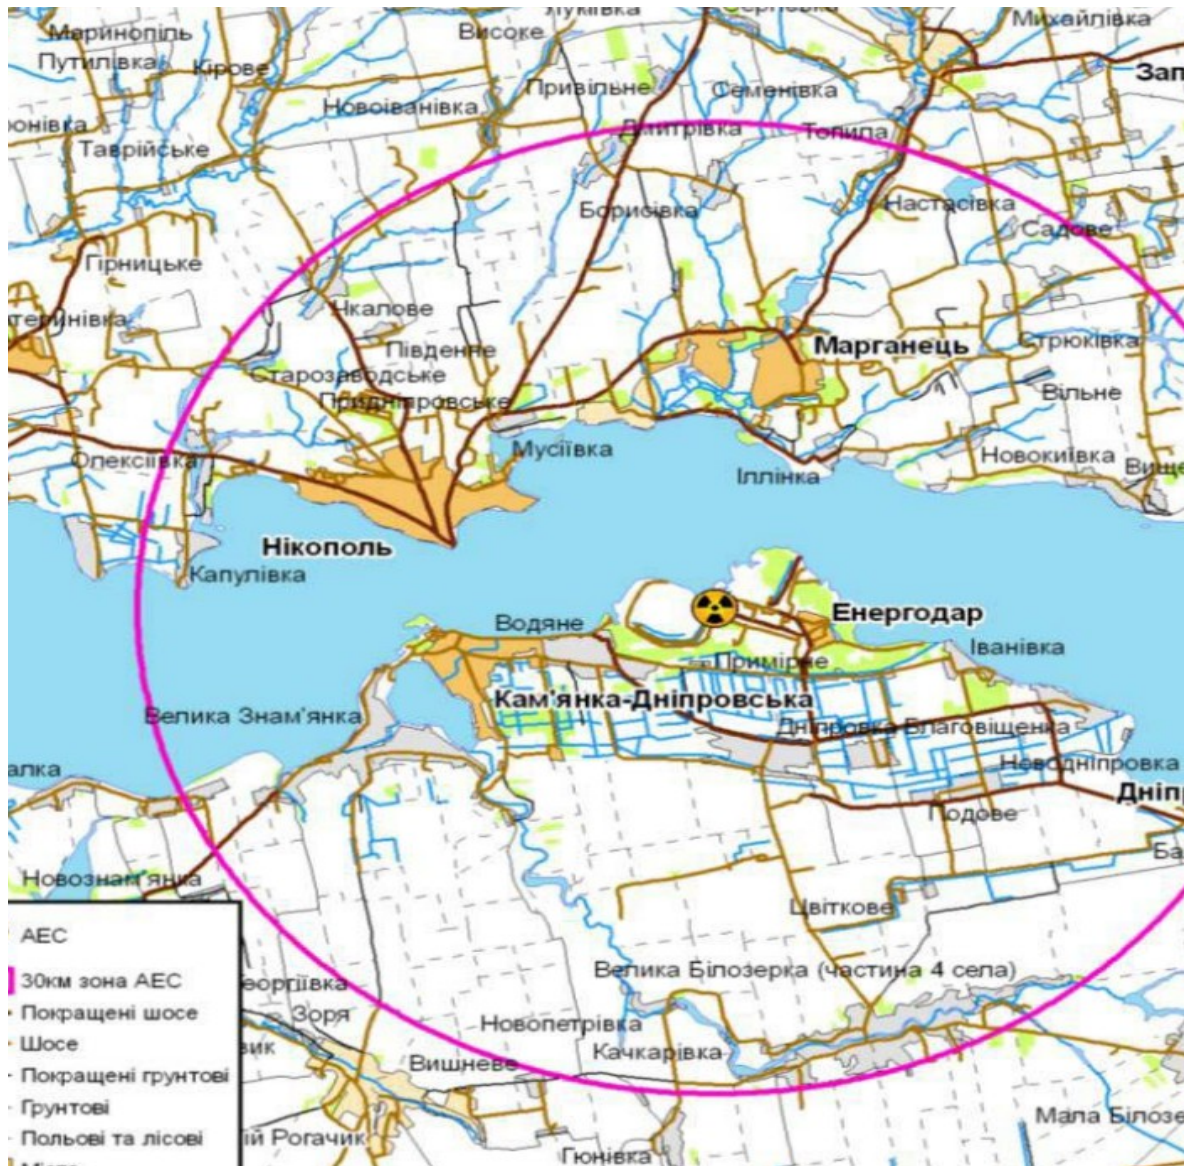 Маринопіль
Високе
Михайлівка
Путилівка
Кірове
Привільне
Семенівка
Новоіванівка
Дмитрівка
Топила
Таврійське
Борисівка
Настасівка
Садове
Гірницьке
Чкалове
Південне
Марганець
Стрюківка
Старозаводське
Придніпровське
Вільне
Мусіївка
Олексіївка
Іллінка
Новокиївка
Нікополь
Капулівка
Водяне
Енергодар
Іванівка
Примірне
Кам'янка-Дніпровська
Велика Знам'янка
Дніпровка
Благовіщенка
Новодніпровка
Подове
Новознам'янка
Цвіткове
АЕС
Велика Білозерка (частина 4 села)
30км зона АЕС
Покращені шосе
Зоря
Новопетрівка
Шосе
Качкарівка
Вишневе
Покращені грунтові
Грунтові
Польові та лісові
Рогачик
Гюнівка
Мала